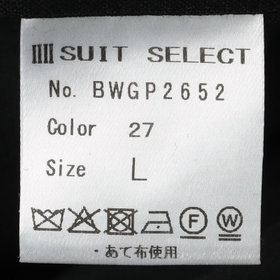 SUIT SELECT
No. BWGP2652
Color 27
Size L
F W
・あて布使用